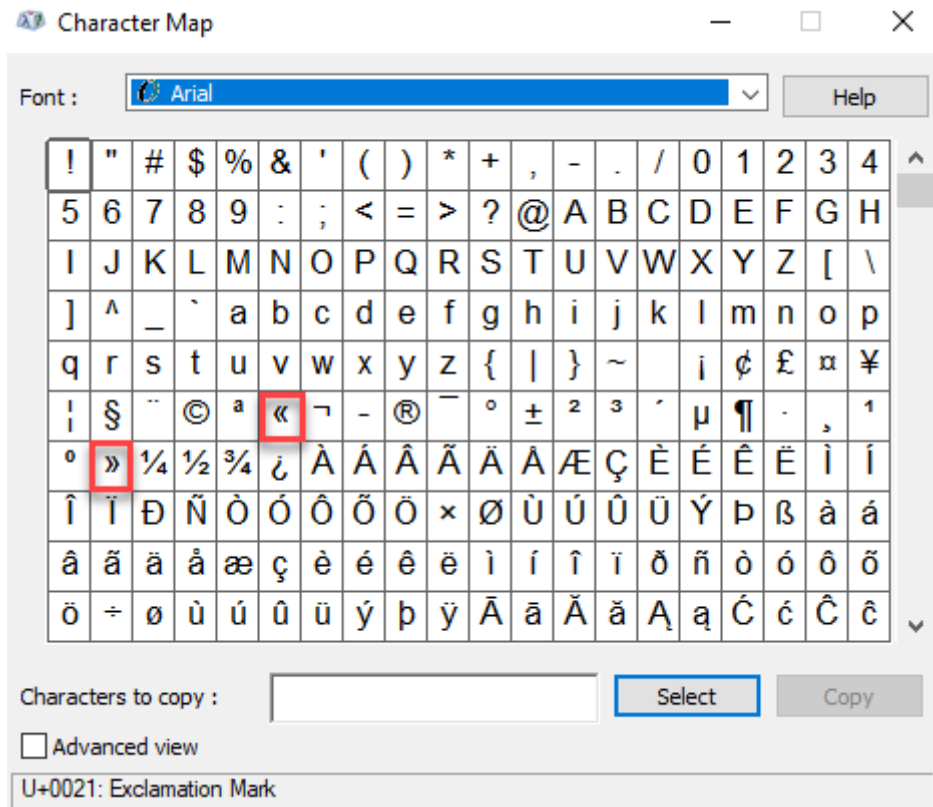 Character Map
Font : Arial Help
! " # $ % & ' ( ) * + , - . / 0 1 2 3 4
5 6 7 8 9 : ; < = > ? @ A B C D E F G H
I J K L M N O P Q R S T U V W X Y Z [ \
] ^ _ ` a b c d e f g h i j k l m n o p
q r s t u v w x y z { | } ~ ¡ ¢ £ ¤ ¥
¦ § ¨ © ª « ¬ - ® ¯ ° ± ² ³ ´ µ ¶ · ¸ ¹
º » ¼ ½ ¾ ¿ À Á Â Ã Ä Å Æ Ç È É Ê Ë Ì Í
Î Ï Ð Ñ Ò Ó Ô Õ Ö × Ø Ù Ú Û Ü Ý Þ ß à á
â ã ä å æ ç è é ê ë ì í î ï ð ñ ò ó ô õ
ö ÷ ø ù ú û ü ý þ ÿ Ā ā Ă ă Ą ą Ć ć Ĉ ĉ
Characters to copy : Select Copy
Advanced view
U+0021: Exclamation Mark